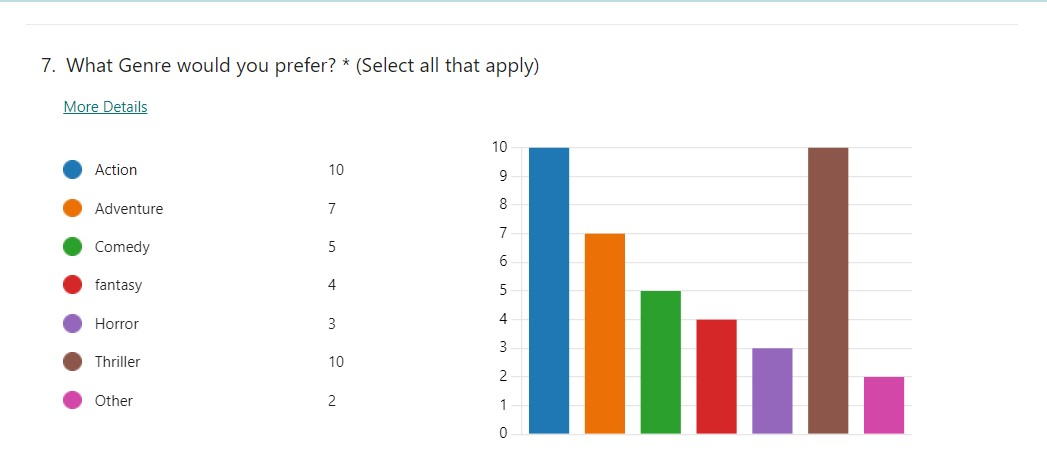 7. What Genre would you prefer? * (Select all that apply)
More Details
Action 10
Adventure 7
Comedy 5
fantasy 4
Horror 3
Thriller 10
Other 2
10
9
8
7
6
5
4
3
2
1
0